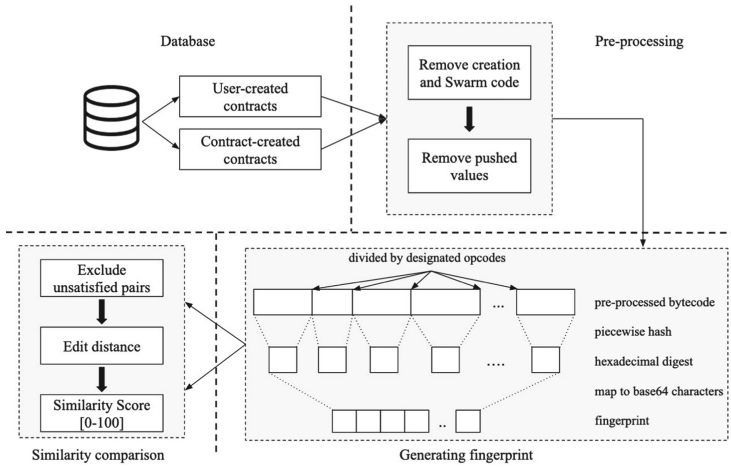 Database
Pre-processing
User-created
contracts
Contract-created
contracts
Remove creation
and Swarm code
Remove pushed
values
Exclude
unsatisfied pairs
Edit distance
Similarity Score
[0-100]
Similarity comparison
divided by designated opcodes
...
pre-processed bytecode
piecewise hash
....
hexadecimal digest
map to base64 characters
..
fingerprint
Generating fingerprint